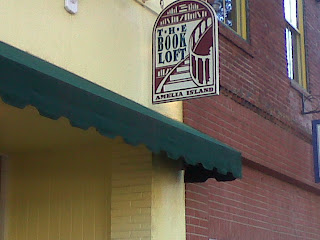 THE
BOOK
LOFT
AMELIA ISLAND